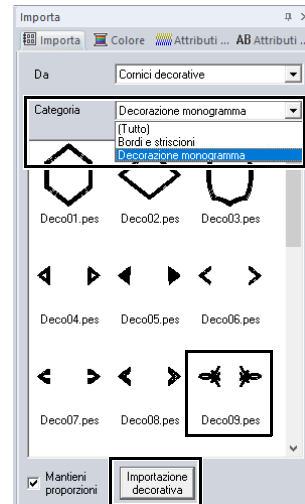 Importa
Importa Colore Attributi ... AB Attributi ...
Da Cornici decorative
Categoria Decorazione monogramma
(Tutto)
Bordi e striscioni
Decorazione monogramma
Deco01.pes Deco02.pes Deco03.pes
Deco04.pes Deco05.pes Deco06.pes
Deco07.pes Deco08.pes Deco09.pes
Mantieni proporzioni
Importazione decorativa